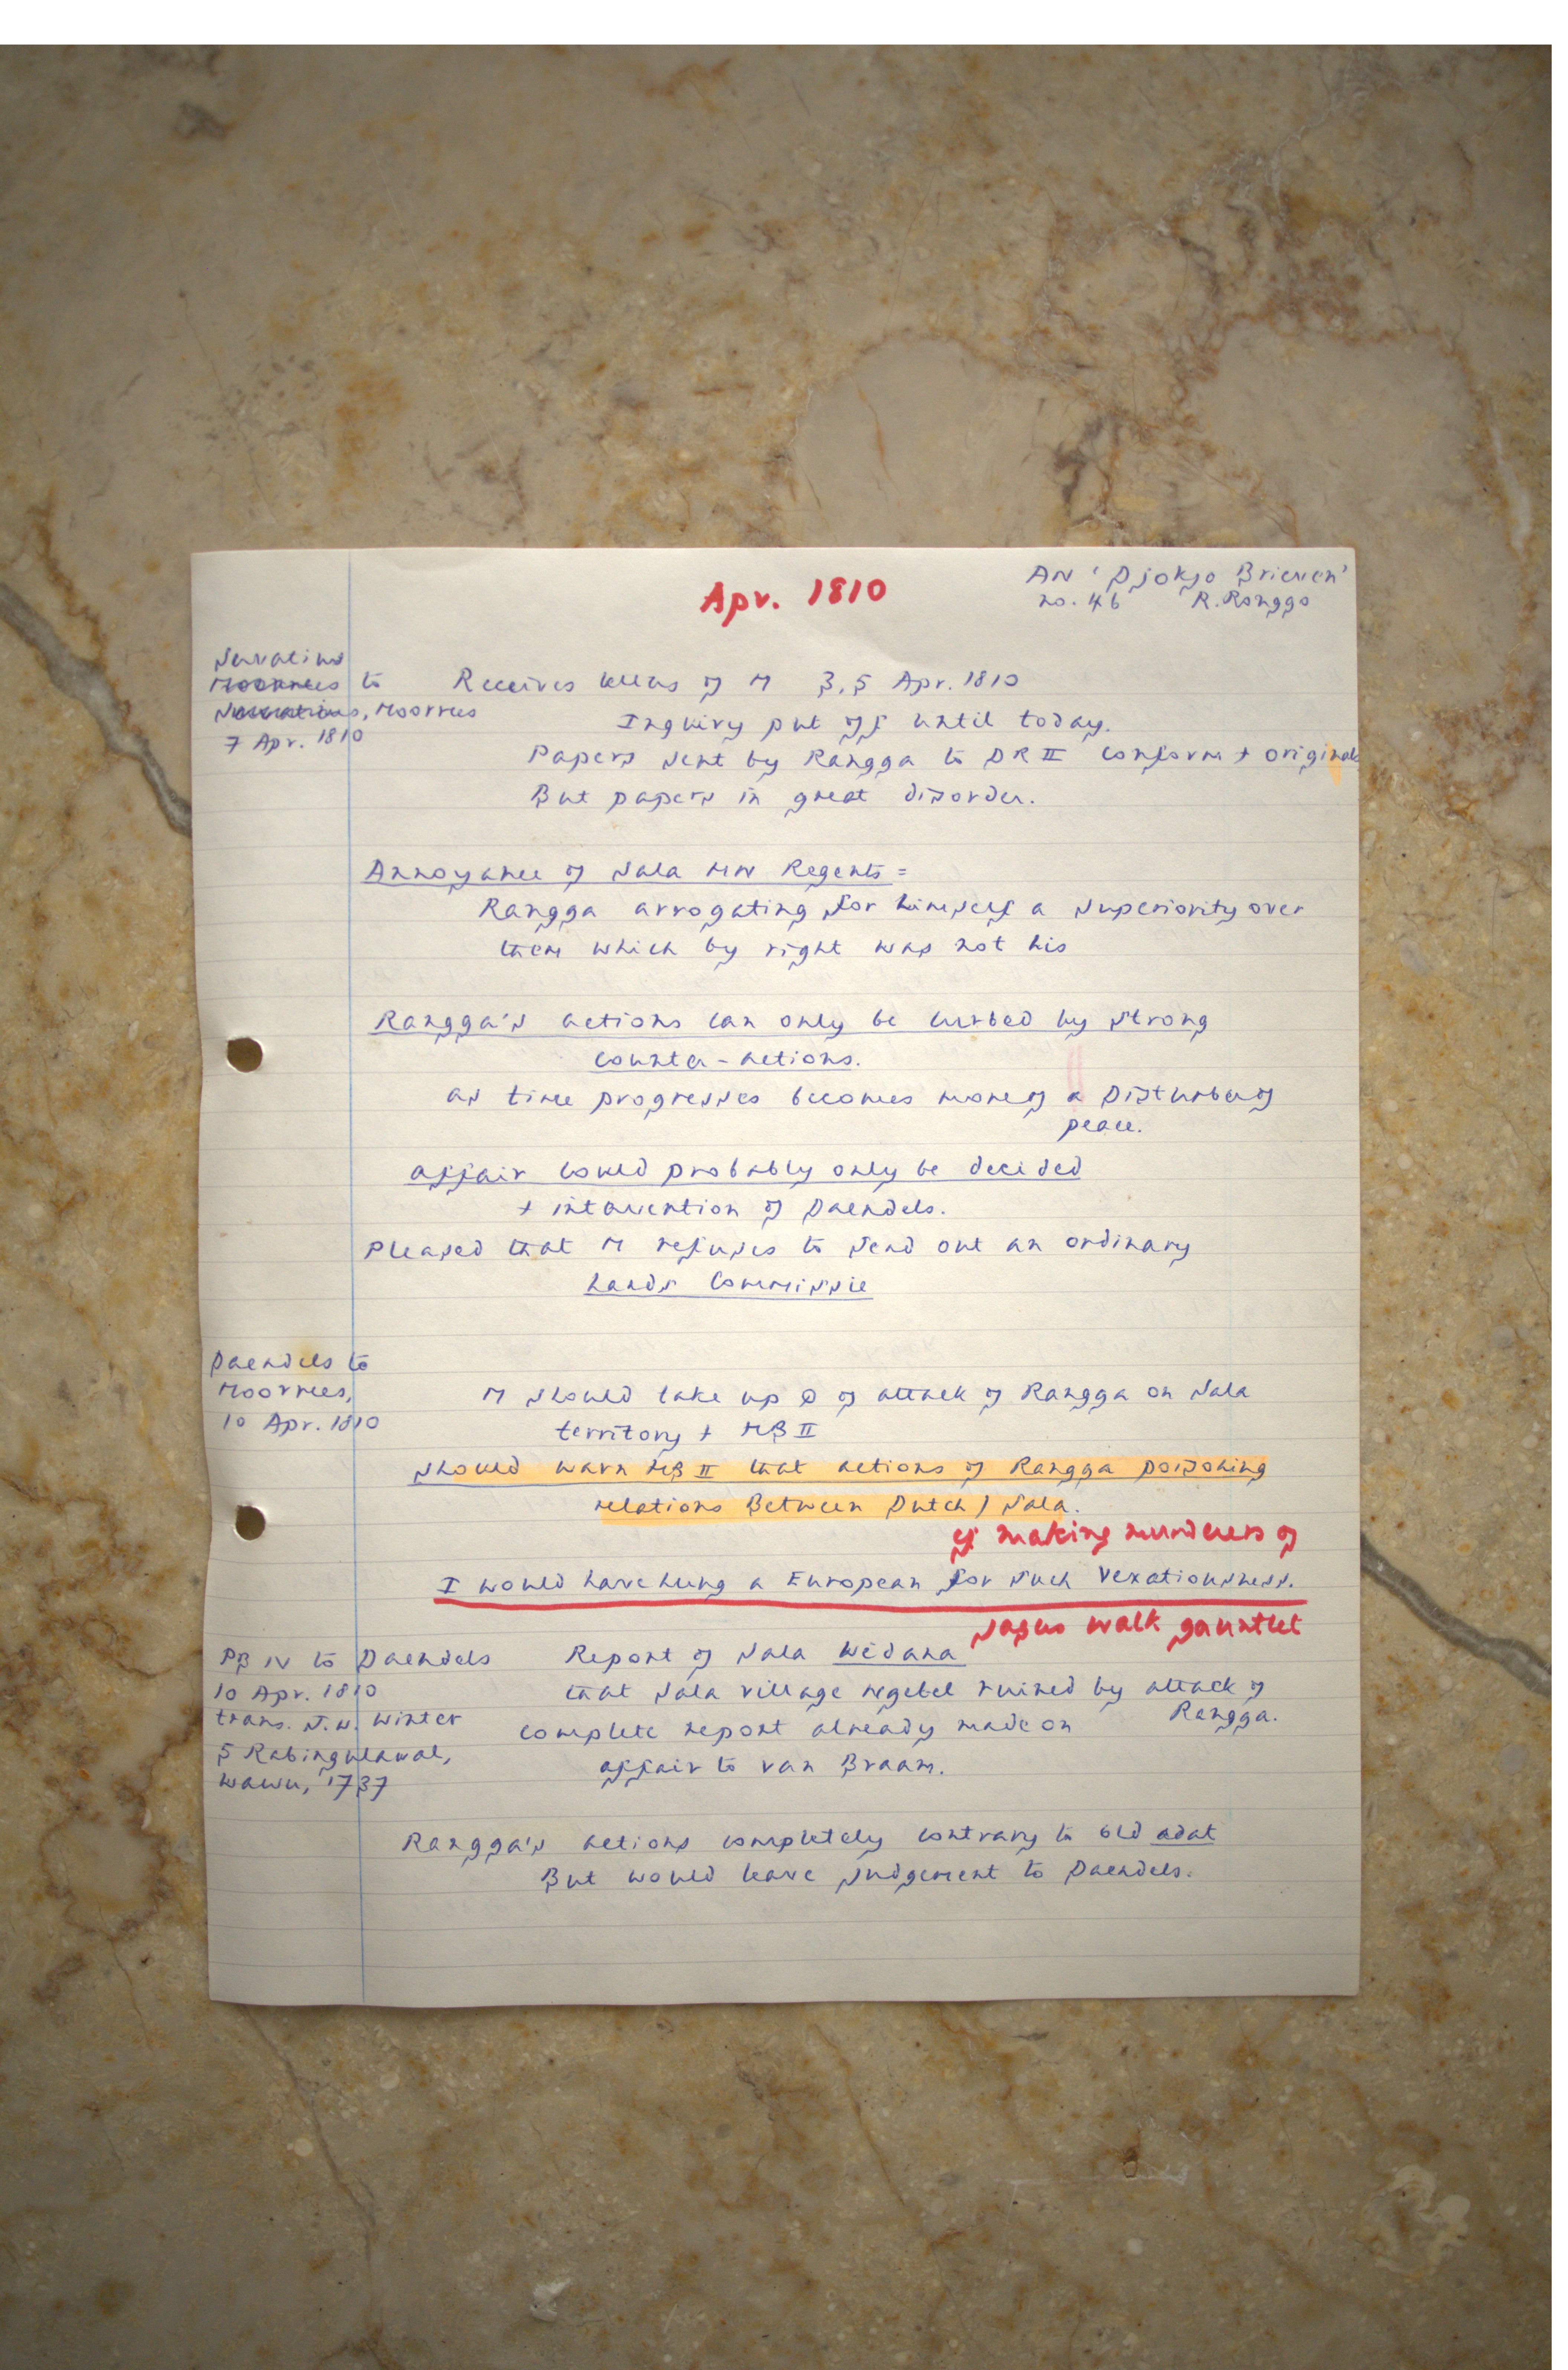 Apr. 1810
AN 'Djokjo Brieven'
no. 46 R. Ronggo
Moorrees to
, Moorrees
7 Apr. 1810
Receives letters of M 3, 5 Apr. 1810
Inquiry put off until today.
Papers sent by Rangga to DR II conform + originals
But papers in great disorder.
Annoyance of Sala MN Regents =
Rangga arrogating for himself a superiority over
them which by right was not his
Rangga's actions can only be curbed by strong
counter-actions.
as time progresses becomes more of a Disturber of
peace.
affair could probably only be decided
+ intervention of Daendels.
Pleased that M refuses to send out an ordinary
Lands Commissie
Daendels to
Moorrees,
10 Apr. 1810
M should take up Q of attack of Rangga on Sala
territory + HB II
should warn HB II that actions of Rangga poisoning
relations Between Dutch / Sala.
cf making murderers of
I would have hung a European for such vexatiousness.
walk gauntlet
PB IV to Daendels
10 Apr. 1810
trans. J.W. Winter
5 Rabingulawal,
Wawu, 1737
Report of Sala Wedana
that Sala village Ngebel ruined by attack of
Rangga.
complete report already made on
affair to van Braam.
Rangga's actions completely contrary to old adat
But would leave judgement to Daendels.